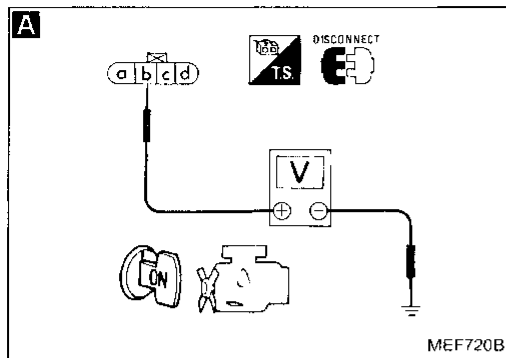 A
DISCONNECT
T.S.
a b c d
V
+ -
ON
MEF720B